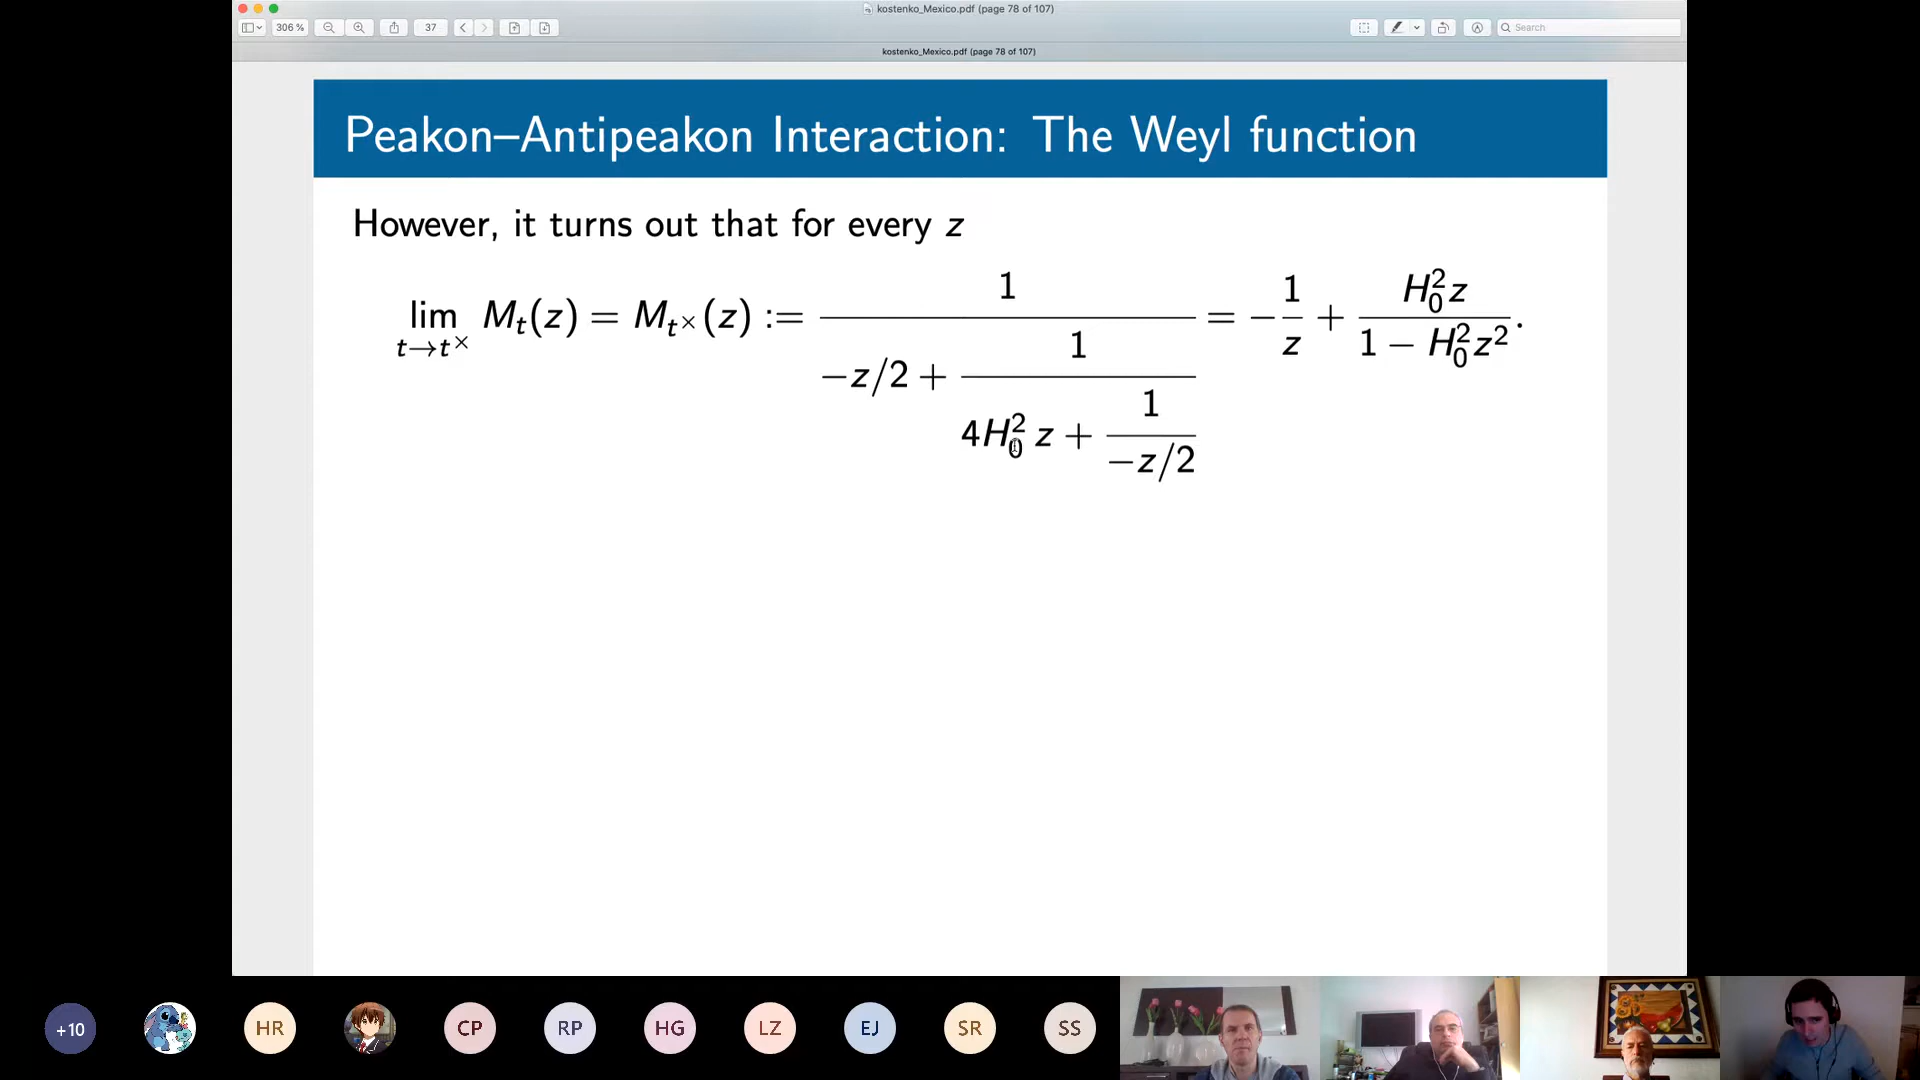 kostenko_Mexico.pdf (page 78 of 107)
306 %
37
Search
kostenko_Mexico.pdf (page 78 of 107)
Peakon–Antipeakon Interaction: The Weyl function
However, it turns out that for every z
lim_{t→t^×} M_t(z) = M_{t^×}(z) := 1/(−z/2 + 1/(4H_0^2 z + 1/(−z/2))) = −1/z + H_0^2 z/(1 − H_0^2 z^2).
+10 HR CP RP HG LZ EJ SR SS